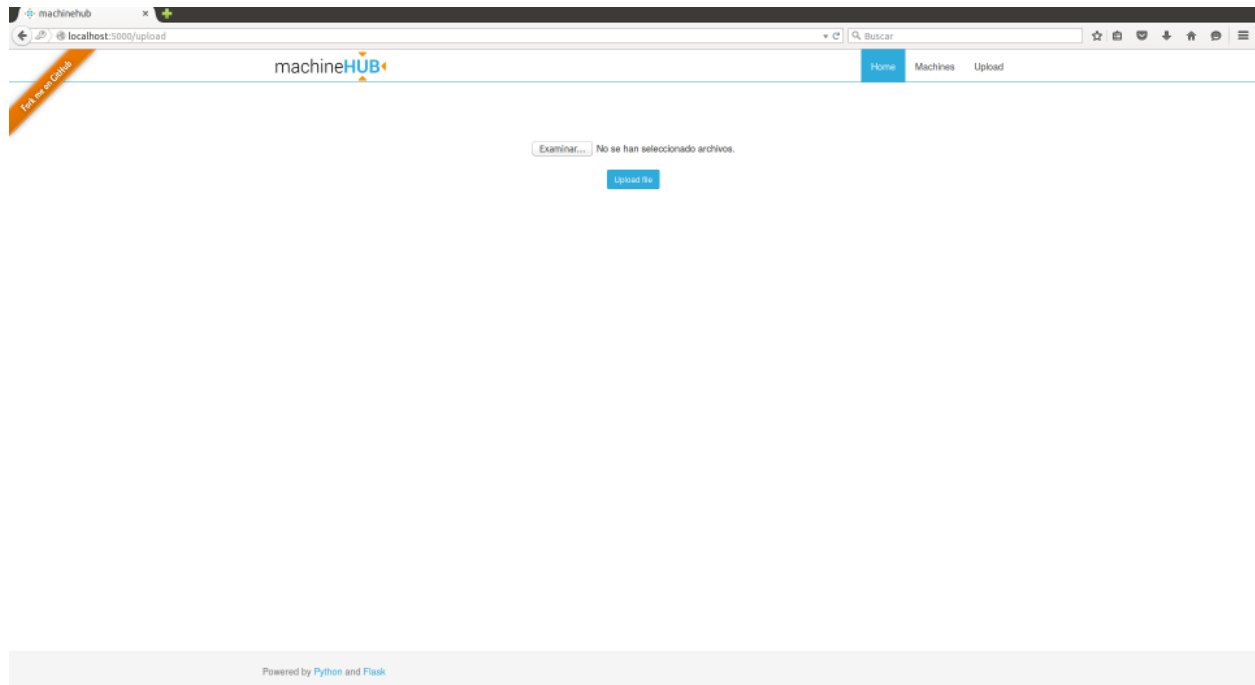 machinehub
localhost:5000/upload
Buscar
Fork me on GitHub
machineHUB
Home Machines Upload
Examinar... No se han seleccionado archivos.
Upload file
Powered by Python and Flask